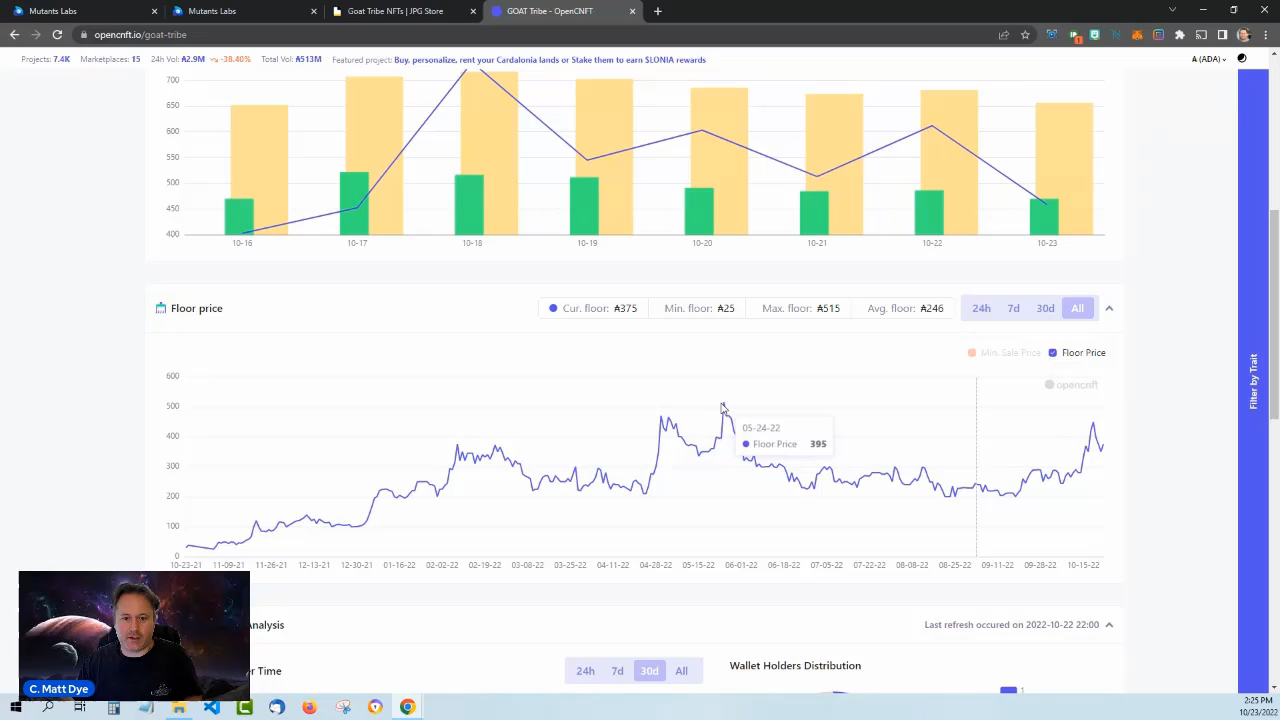 Mutants Labs
Mutants Labs
Goat Tribe NFTs | JPG Store
GOAT Tribe - OpenCNFT
opencnft.io/goat-tribe
Projects: 7.4K Marketplaces: 15 24h Vol: ₳2.9M -38.40% Total Vol: ₳513M Featured project: Buy, personalize, rent your Cardalonia lands or Stake them to earn $LONIA rewards
A (ADA)
700
650
600
550
500
450
400
10-16 10-17 10-18 10-19 10-20 10-21 10-22 10-23
Floor price
Cur. floor: ₳375 Min. floor: ₳25 Max. floor: ₳515 Avg. floor: ₳246
24h 7d 30d All
Min. Sale Price Floor Price
opencnft
600
500
400
300
200
100
0
05-24-22
Floor Price 395
10-23-21 11-09-21 11-26-21 12-13-21 12-30-21 01-16-22 02-02-22 02-19-22 03-08-22 03-25-22 04-11-22 04-28-22 05-15-22 06-01-22 06-18-22 07-05-22 07-22-22 08-08-22 08-25-22 09-11-22 09-28-22 10-15-22
Filter by Trait
Analysis
Last refresh occured on 2022-10-22 22:00
r Time
24h 7d 30d All
Wallet Holders Distribution
1
C. Matt Dye
2:25 PM
10/23/2022